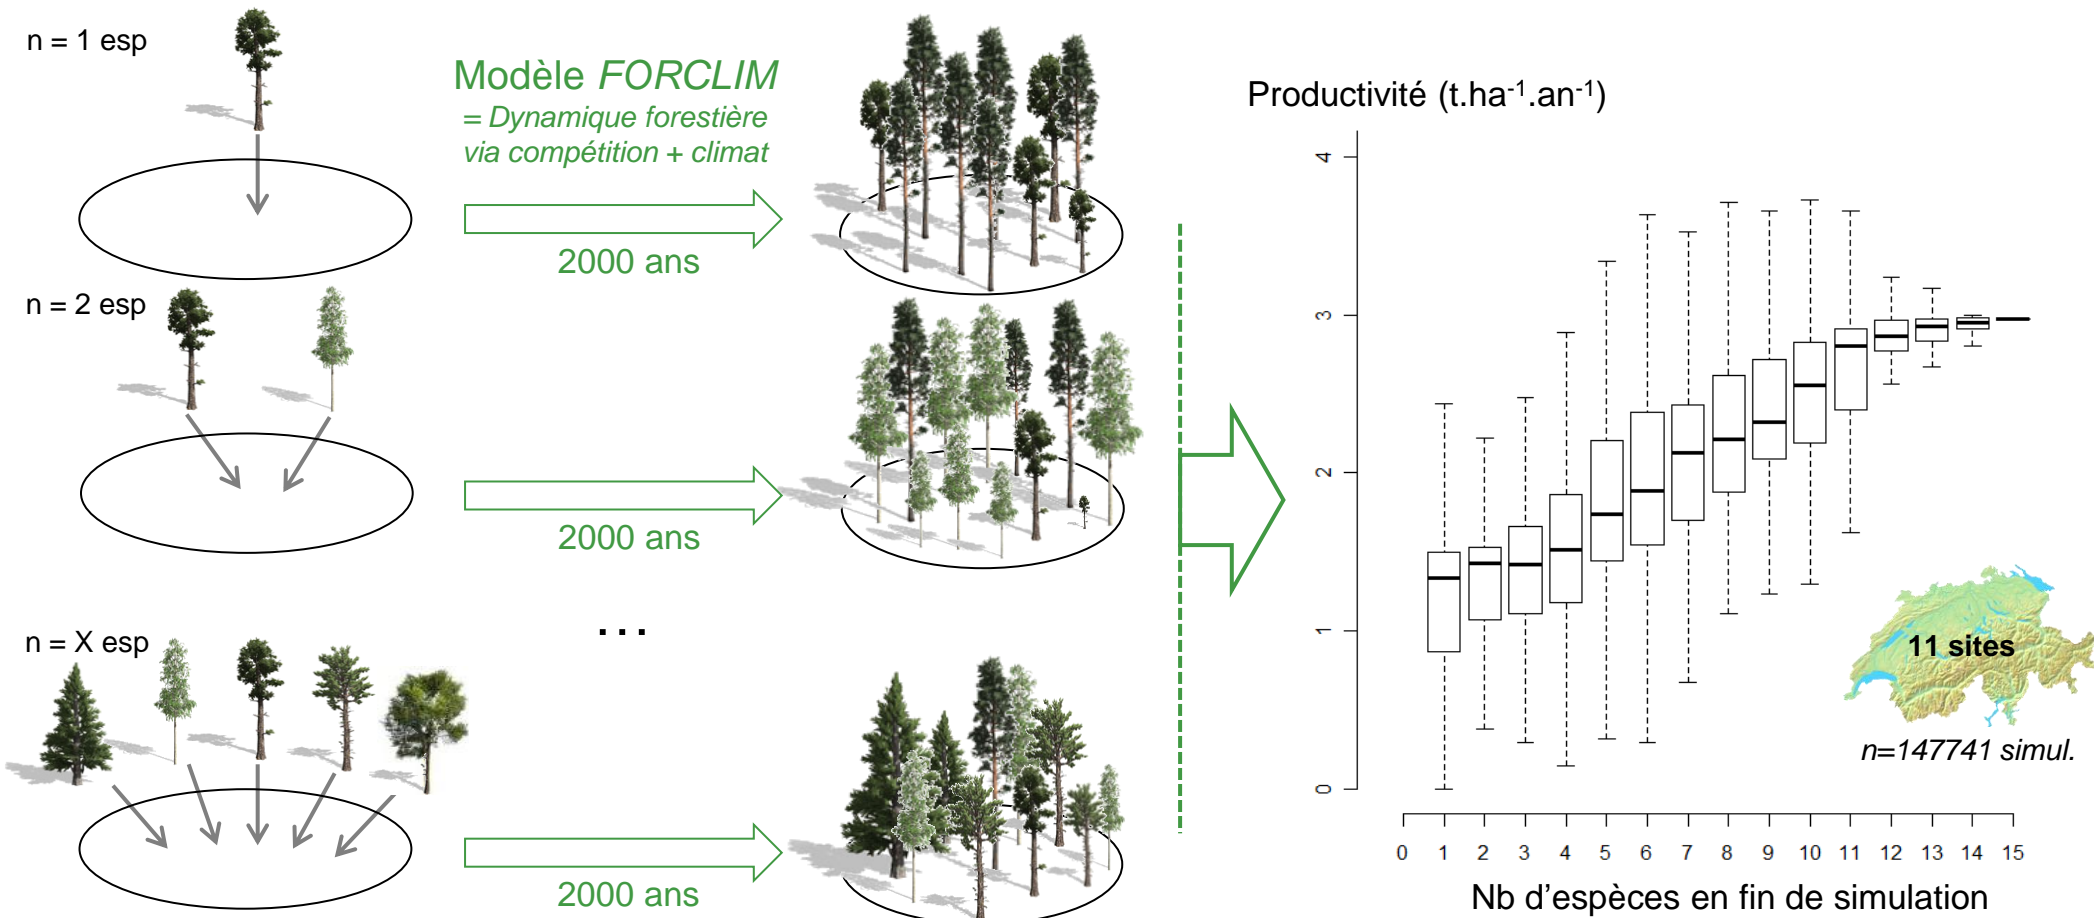 n = 1 esp
Modèle FORCLIM
= Dynamique forestière
via compétition + climat
2000 ans
n = 2 esp
2000 ans
...
n = X esp
2000 ans
Productivité (t.ha⁻¹.an⁻¹)
4
3
2
1
0
11 sites
n=147741 simul.
0 1 2 3 4 5 6 7 8 9 10 11 12 13 14 15
Nb d'espèces en fin de simulation